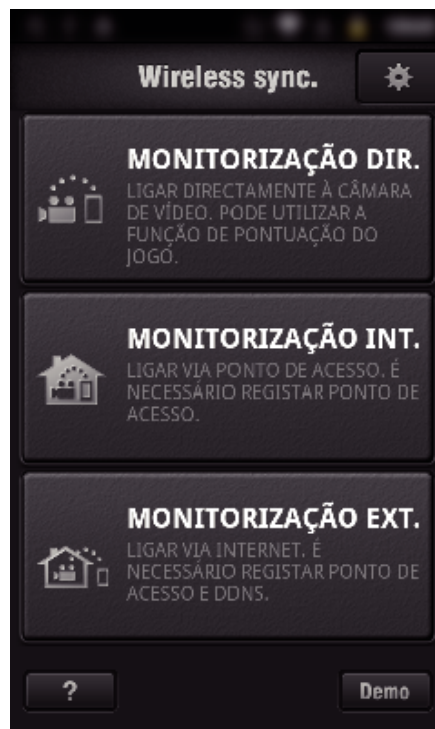 Wireless sync.
MONITORIZAÇÃO DIR.
LIGAR DIRECTAMENTE À CÂMARA
DE VÍDEO. PODE UTILIZAR A
FUNÇÃO DE PONTUAÇÃO DO
JOGO.
MONITORIZAÇÃO INT.
LIGAR VIA PONTO DE ACESSO. É
NECESSÁRIO REGISTAR PONTO DE
ACESSO.
MONITORIZAÇÃO EXT.
LIGAR VIA INTERNET. É
NECESSÁRIO REGISTAR PONTO DE
ACESSO E DDNS.
?
Demo